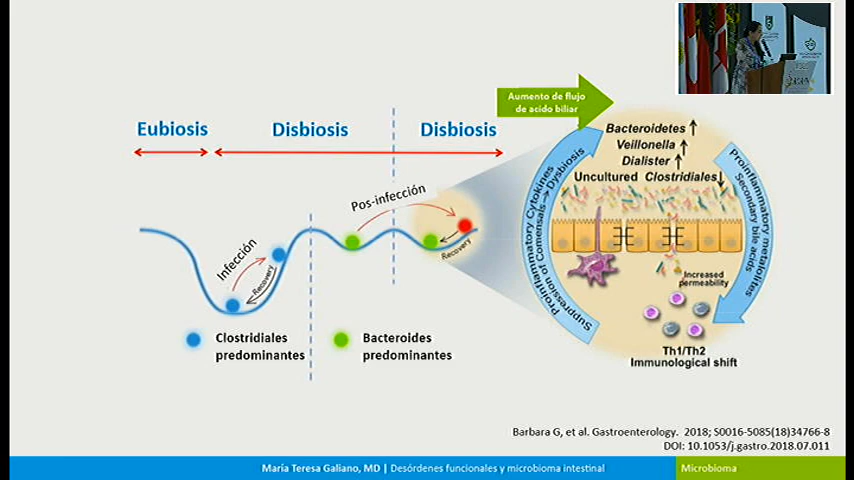 Eubiosis
Disbiosis
Disbiosis
Aumento de flujo
de acido biliar
Infección
Recovery
Pos-infección
Recovery
Clostridiales
predominantes
Bacteroides
predominantes
Bacteroidetes
Veillonella
Dialister
Uncultured Clostridiales
Proinflammatory Cytokines
Suppression of Comensals → Dysbiosis
Proinflammatory metalolites
Secondary bile acids
Increased
permeability
Th1/Th2
Immunological shift
Barbara G, et al. Gastroenterology. 2018; S0016-5085(18)34766-8
DOI: 10.1053/j.gastro.2018.07.011
María Teresa Galiano, MD | Desórdenes funcionales y microbioma intestinal
Microbioma